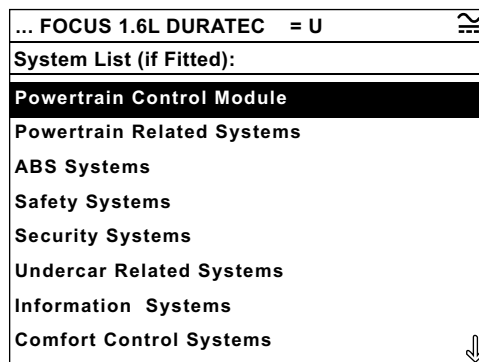 ... FOCUS 1.6L DURATEC = U
System List (if Fitted):
Powertrain Control Module
Powertrain Related Systems
ABS Systems
Safety Systems
Security Systems
Undercar Related Systems
Information Systems
Comfort Control Systems